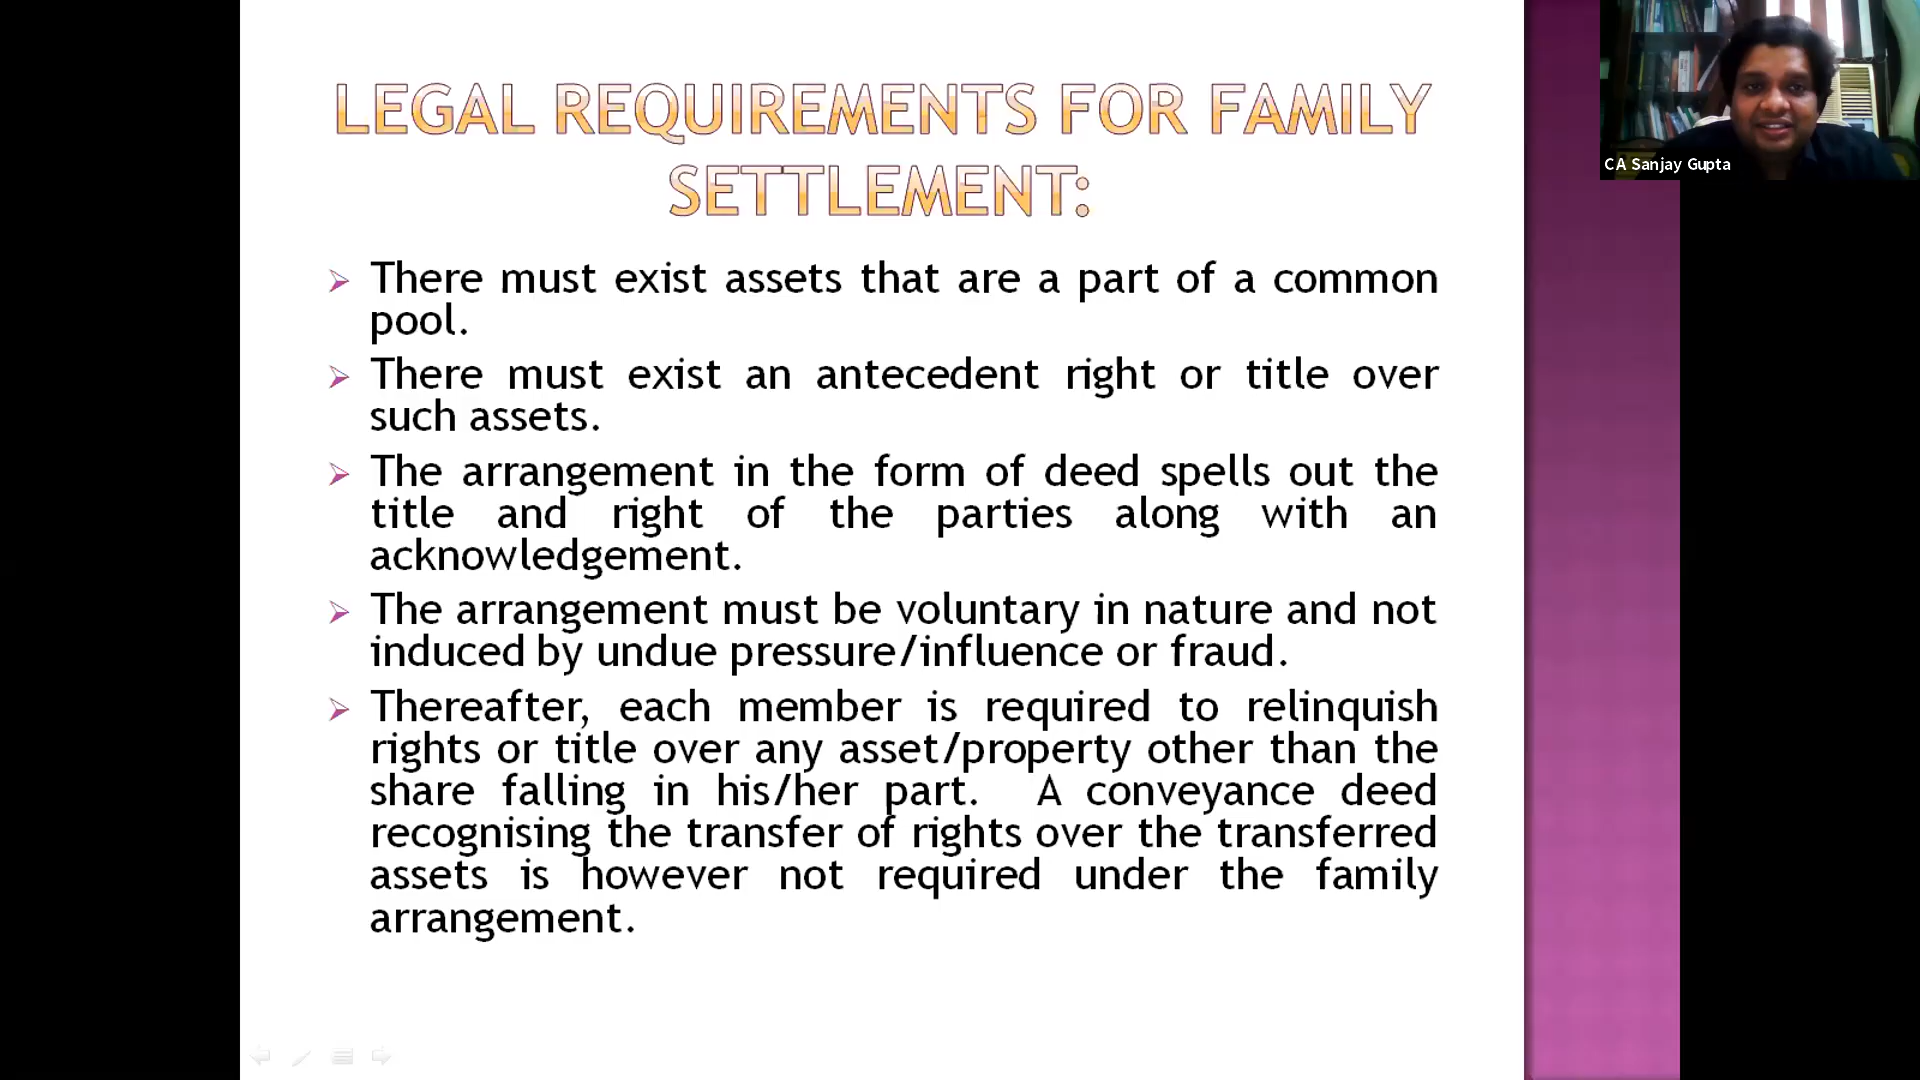 LEGAL REQUIREMENTS FOR FAMILY
SETTLEMENT:
There must exist assets that are a part of a common
pool.
There must exist an antecedent right or title over
such assets.
The arrangement in the form of deed spells out the
title and right of the parties along with an
acknowledgement.
The arrangement must be voluntary in nature and not
induced by undue pressure/influence or fraud.
Thereafter, each member is required to relinquish
rights or title over any asset/property other than the
share falling in his/her part. A conveyance deed
recognising the transfer of rights over the transferred
assets is however not required under the family
arrangement.
CA Sanjay Gupta